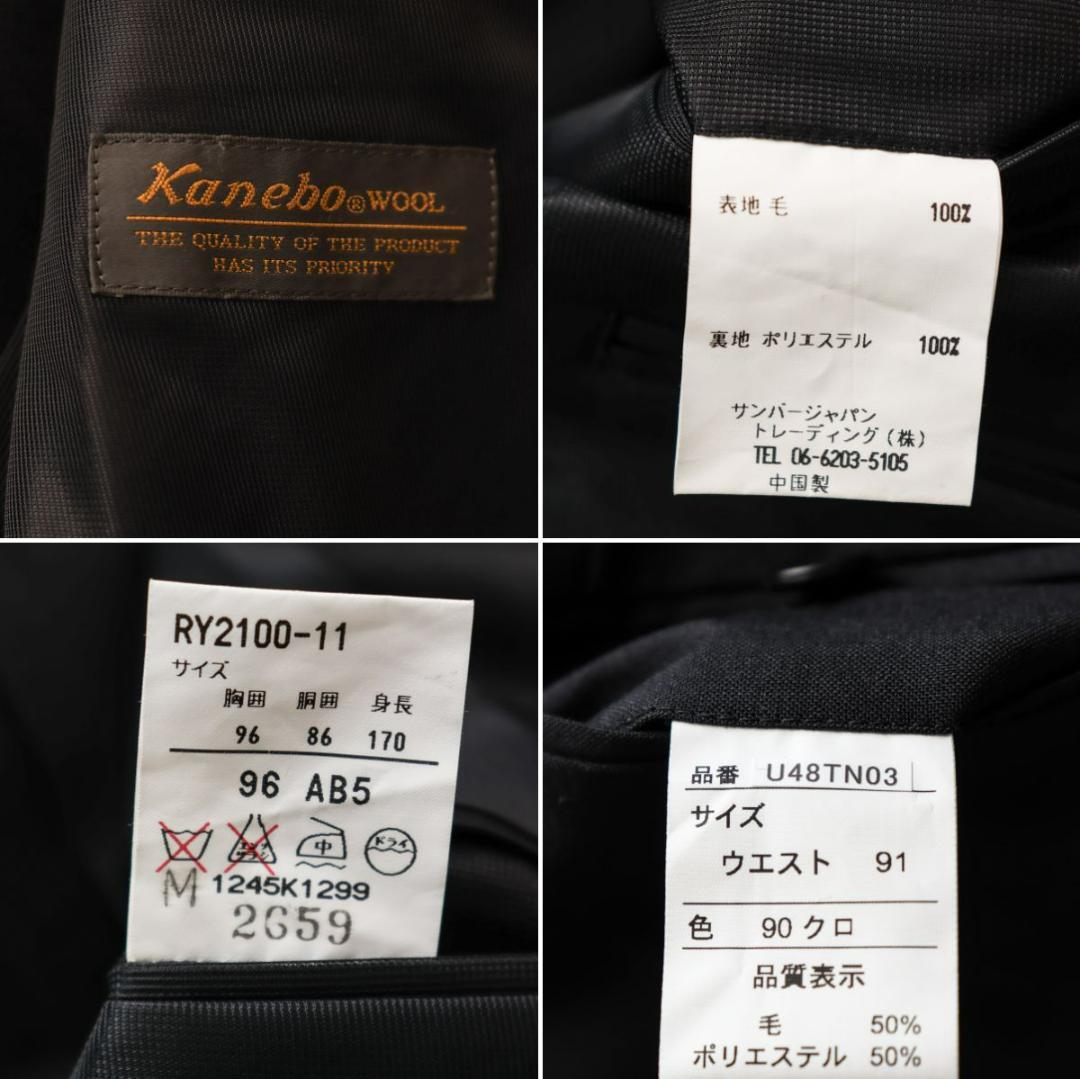 Kanebo® WOOL
THE QUALITY OF THE PRODUCT
HAS ITS PRIORITY
表地 毛 100%
裏地 ポリエステル 100%
サンバージャパン
トレーディング(株)
TEL 06-6203-5105
中国製
RY2100-11
サイズ
胸囲 胴囲 身長
96 86 170
96 AB5
エンソ 中 ドライ
M 1245K1299
2659
品番 U48TN03
サイズ
ウエスト 91
色 90 クロ
品質表示
毛 50%
ポリエステル 50%